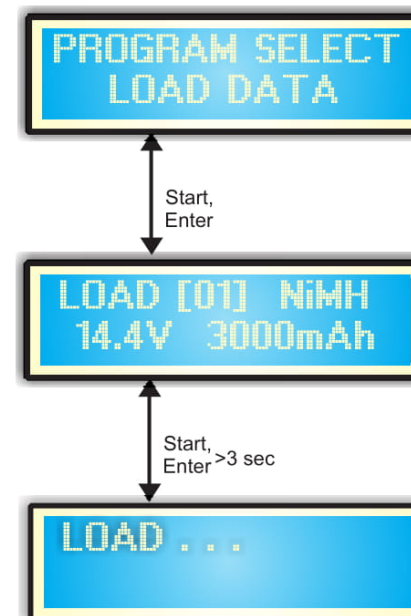 PROGRAM SELECT
LOAD DATA
Start,
Enter
LOAD [01] NiMH
14.4V 3000mAh
Start,
Enter >3 sec
LOAD . . .